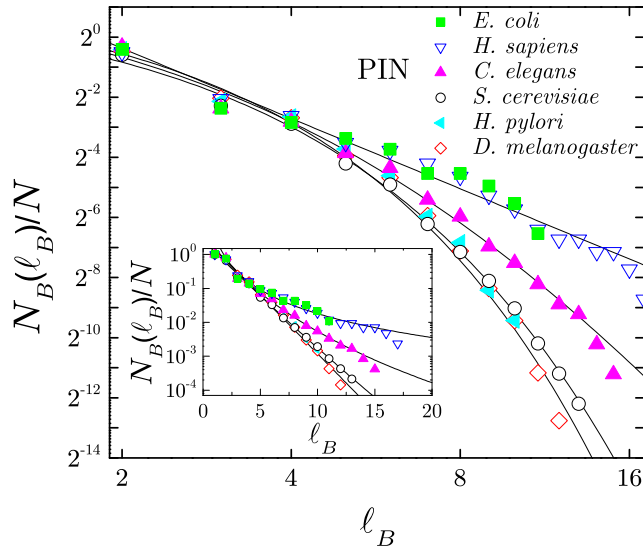 2^0
2^-2
2^-4
2^-6
2^-8
2^-10
2^-12
2^-14
N_B(ℓ_B)/N
PIN
E. coli
H. sapiens
C. elegans
S. cerevisiae
H. pylori
D. melanogaster
10^0
10^-1
10^-2
10^-3
10^-4
N_B(ℓ_B)/N
0 5 10 15 20
ℓ_B
2 4 8 16
ℓ_B